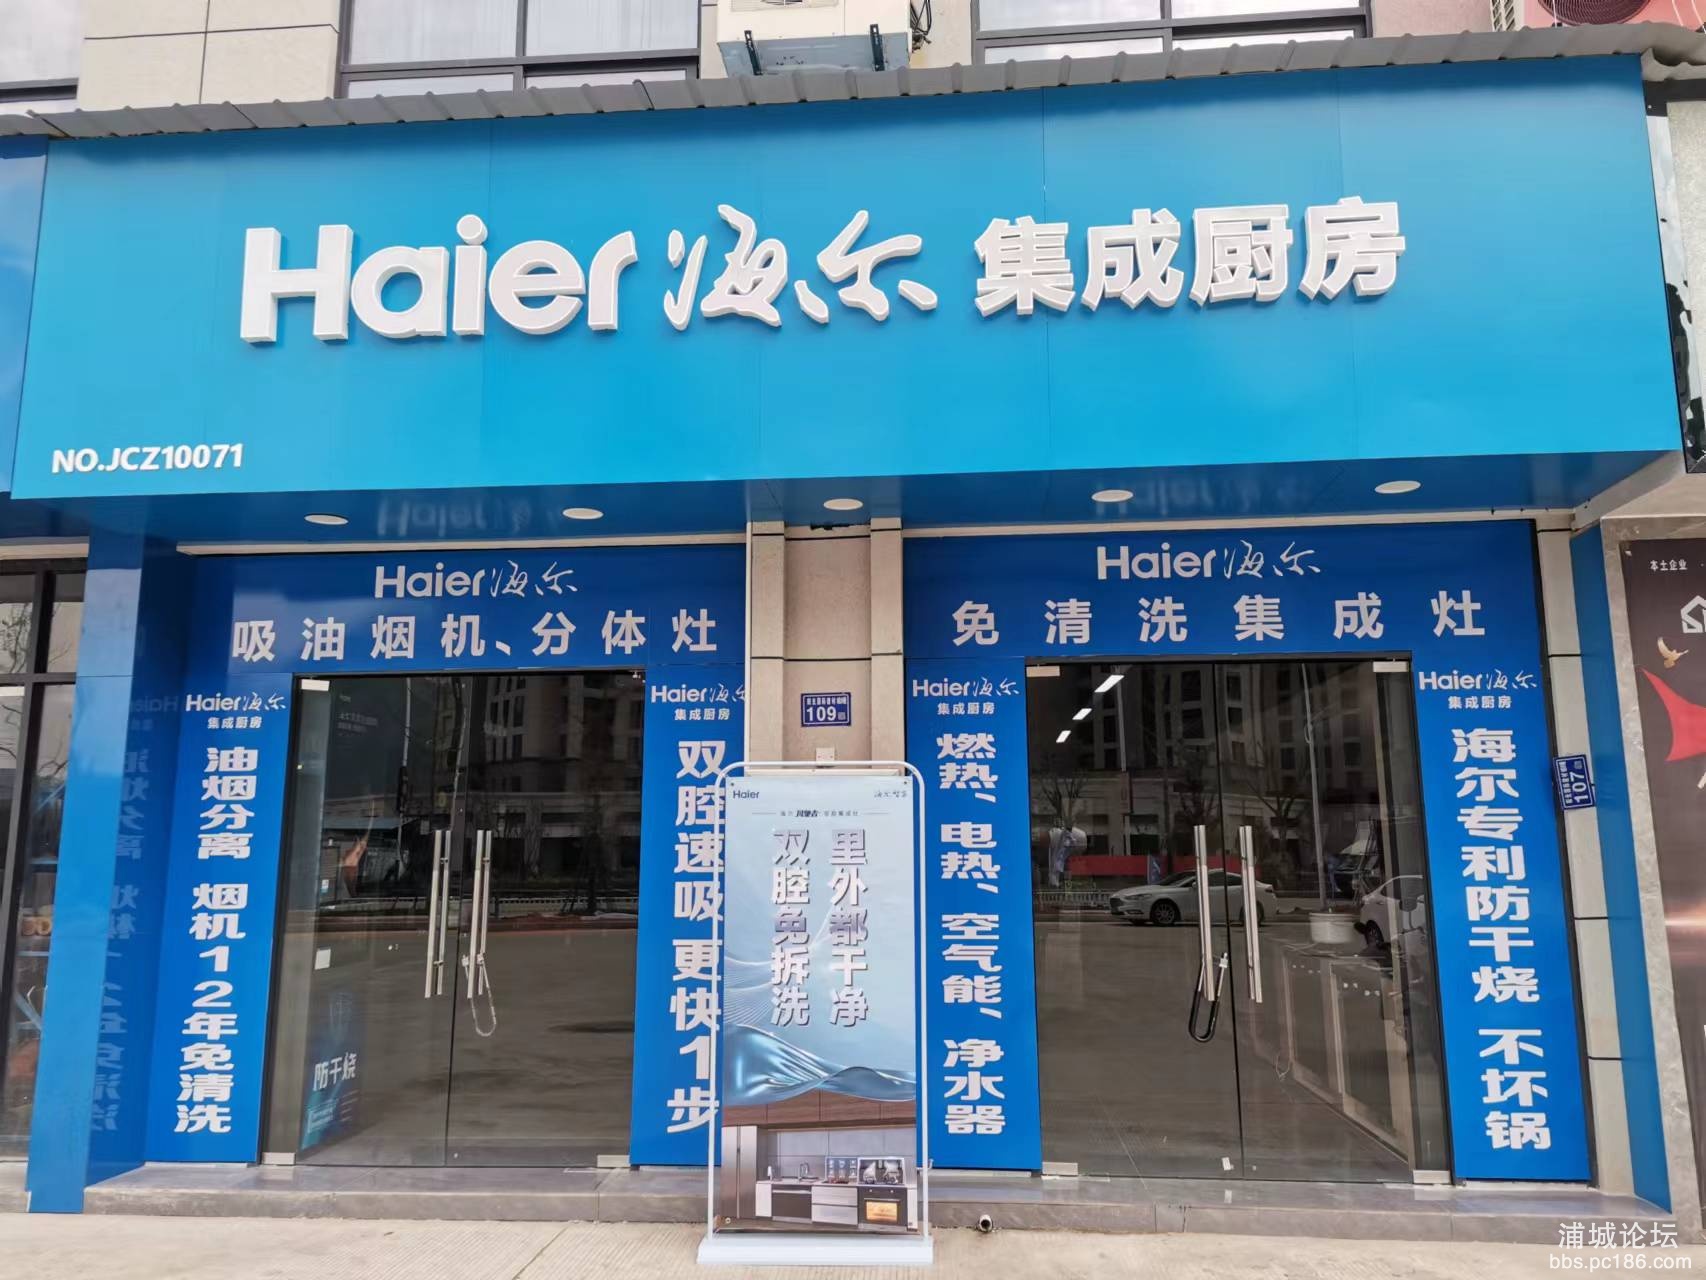 Haier 海尔 集成厨房
NO.JCZ10071
Haier 海尔
吸油烟机、分体灶
Haier 海尔
集成厨房
油烟分离 烟机12年免清洗
Haier 海尔
集成厨房
双腔速吸 更快1步
防干烧
109
Haier
里外都干净
双腔免拆洗
Haier 海尔
免清洗集成灶
Haier 海尔
集成厨房
燃热、电热、空气能、净水器
Haier 海尔
集成厨房
海尔专利防干烧 不坏锅
107
本土企业
浦城论坛
bbs.pc186.com